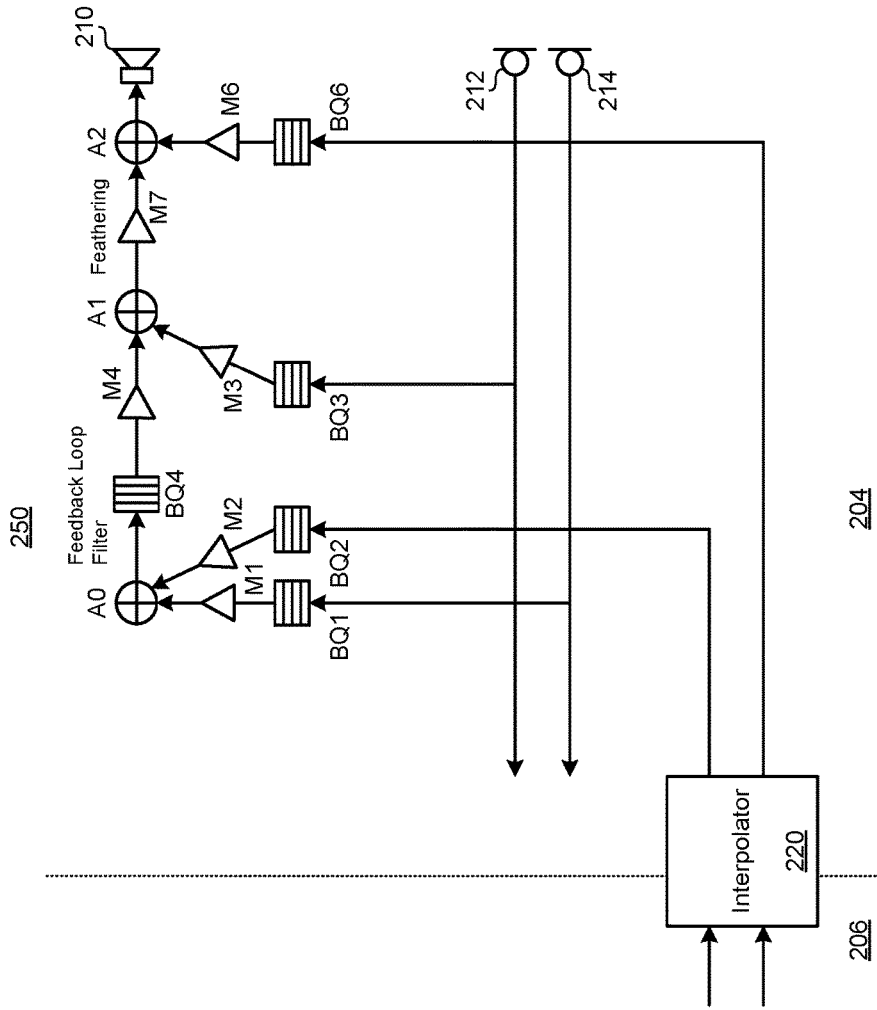 250
210
A0
Feedback Loop
Filter
BQ4
M4
A1
Feathering
M7
A2
M1
M2
M3
M6
BQ1
BQ2
BQ3
BQ6
212
214
204
Interpolator
220
206